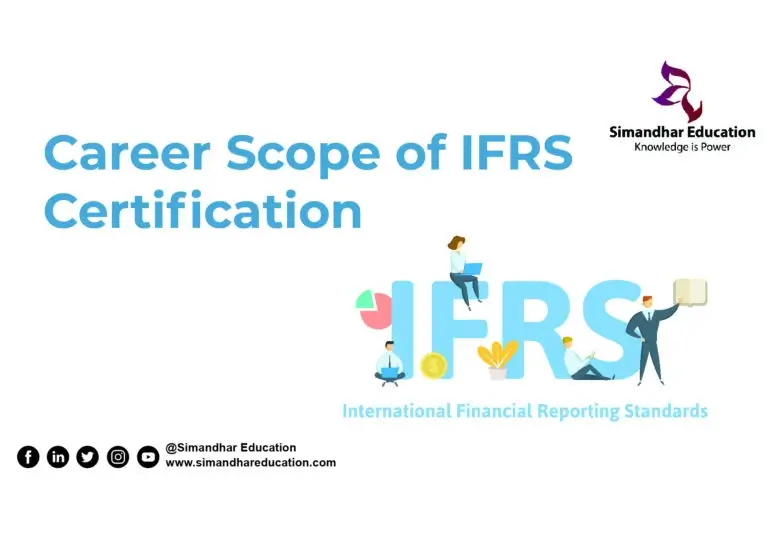 Simandhar Education
Knowledge is Power
Career Scope of IFRS
Certification
IFRS
International Financial Reporting Standards
@Simandhar Education
www.simandhareducation.com